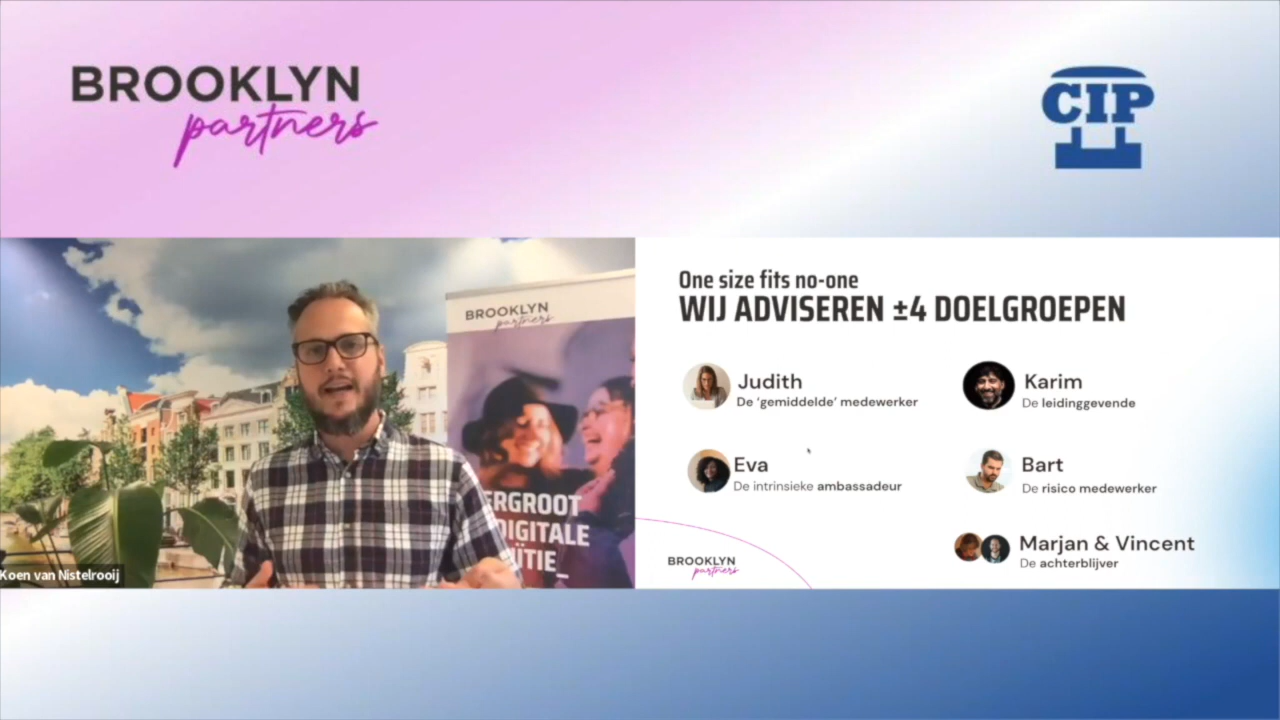 BROOKLYN
partners
CIP
BROOKLYN
partners
ERGROOT
DIGITALE
ITIE_
Koen van Nistelrooij
One size fits no-one
WIJ ADVISEREN ±4 DOELGROEPEN
Judith
De ‘gemiddelde’ medewerker
Karim
De leidinggevende
Eva
De intrinsieke ambassadeur
Bart
De risico medewerker
Marjan & Vincent
De achterblijver
BROOKLYN
partners